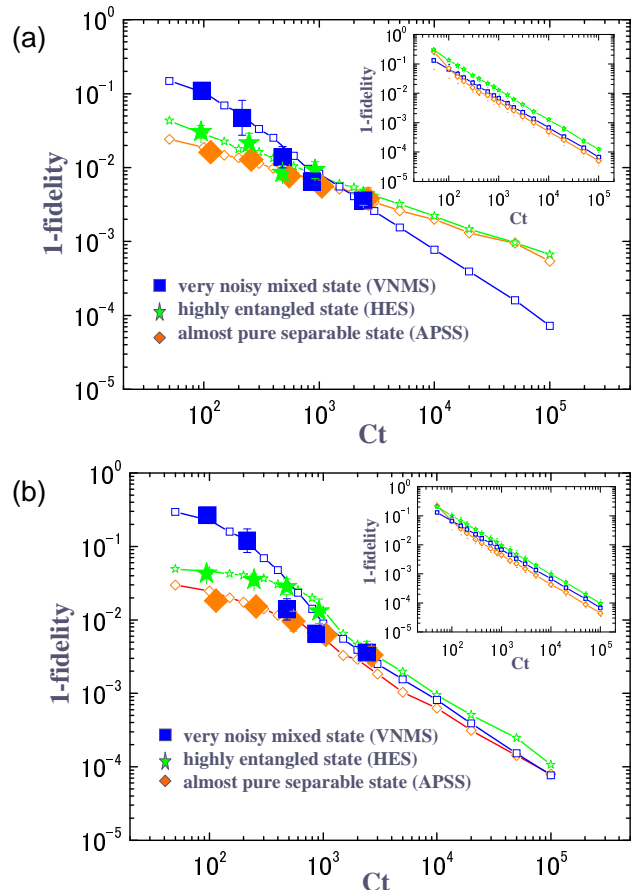 (a)
10^0
10^-1
10^-2
10^-3
10^-4
10^-5
1-fidelity
10^2
10^3
10^4
10^5
Ct
very noisy mixed state (VNMS)
highly entangled state (HES)
almost pure separable state (APSS)
10^0
10^-1
10^-2
10^-3
10^-4
10^-5
1-fidelity
10^2
10^3
10^4
10^5
Ct
(b)
10^0
10^-1
10^-2
10^-3
10^-4
10^-5
1-fidelity
10^2
10^3
10^4
10^5
Ct
very noisy mixed state (VNMS)
highly entangled state (HES)
almost pure separable state (APSS)
10^0
10^-1
10^-2
10^-3
10^-4
10^-5
1-fidelity
10^2
10^3
10^4
10^5
Ct